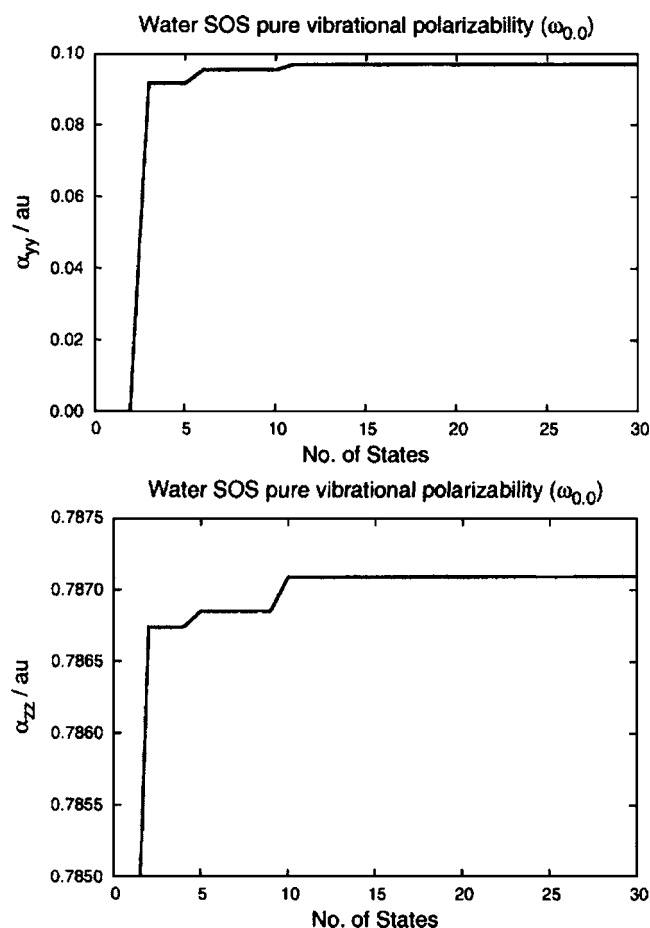 Water SOS pure vibrational polarizability (ω0.0)
0.10
0.08
0.06
0.04
0.02
0.00
αyy / au
0 5 10 15 20 25 30
No. of States
Water SOS pure vibrational polarizability (ω0.0)
0.7875
0.7870
0.7865
0.7860
0.7855
0.7850
αzz / au
0 5 10 15 20 25 30
No. of States